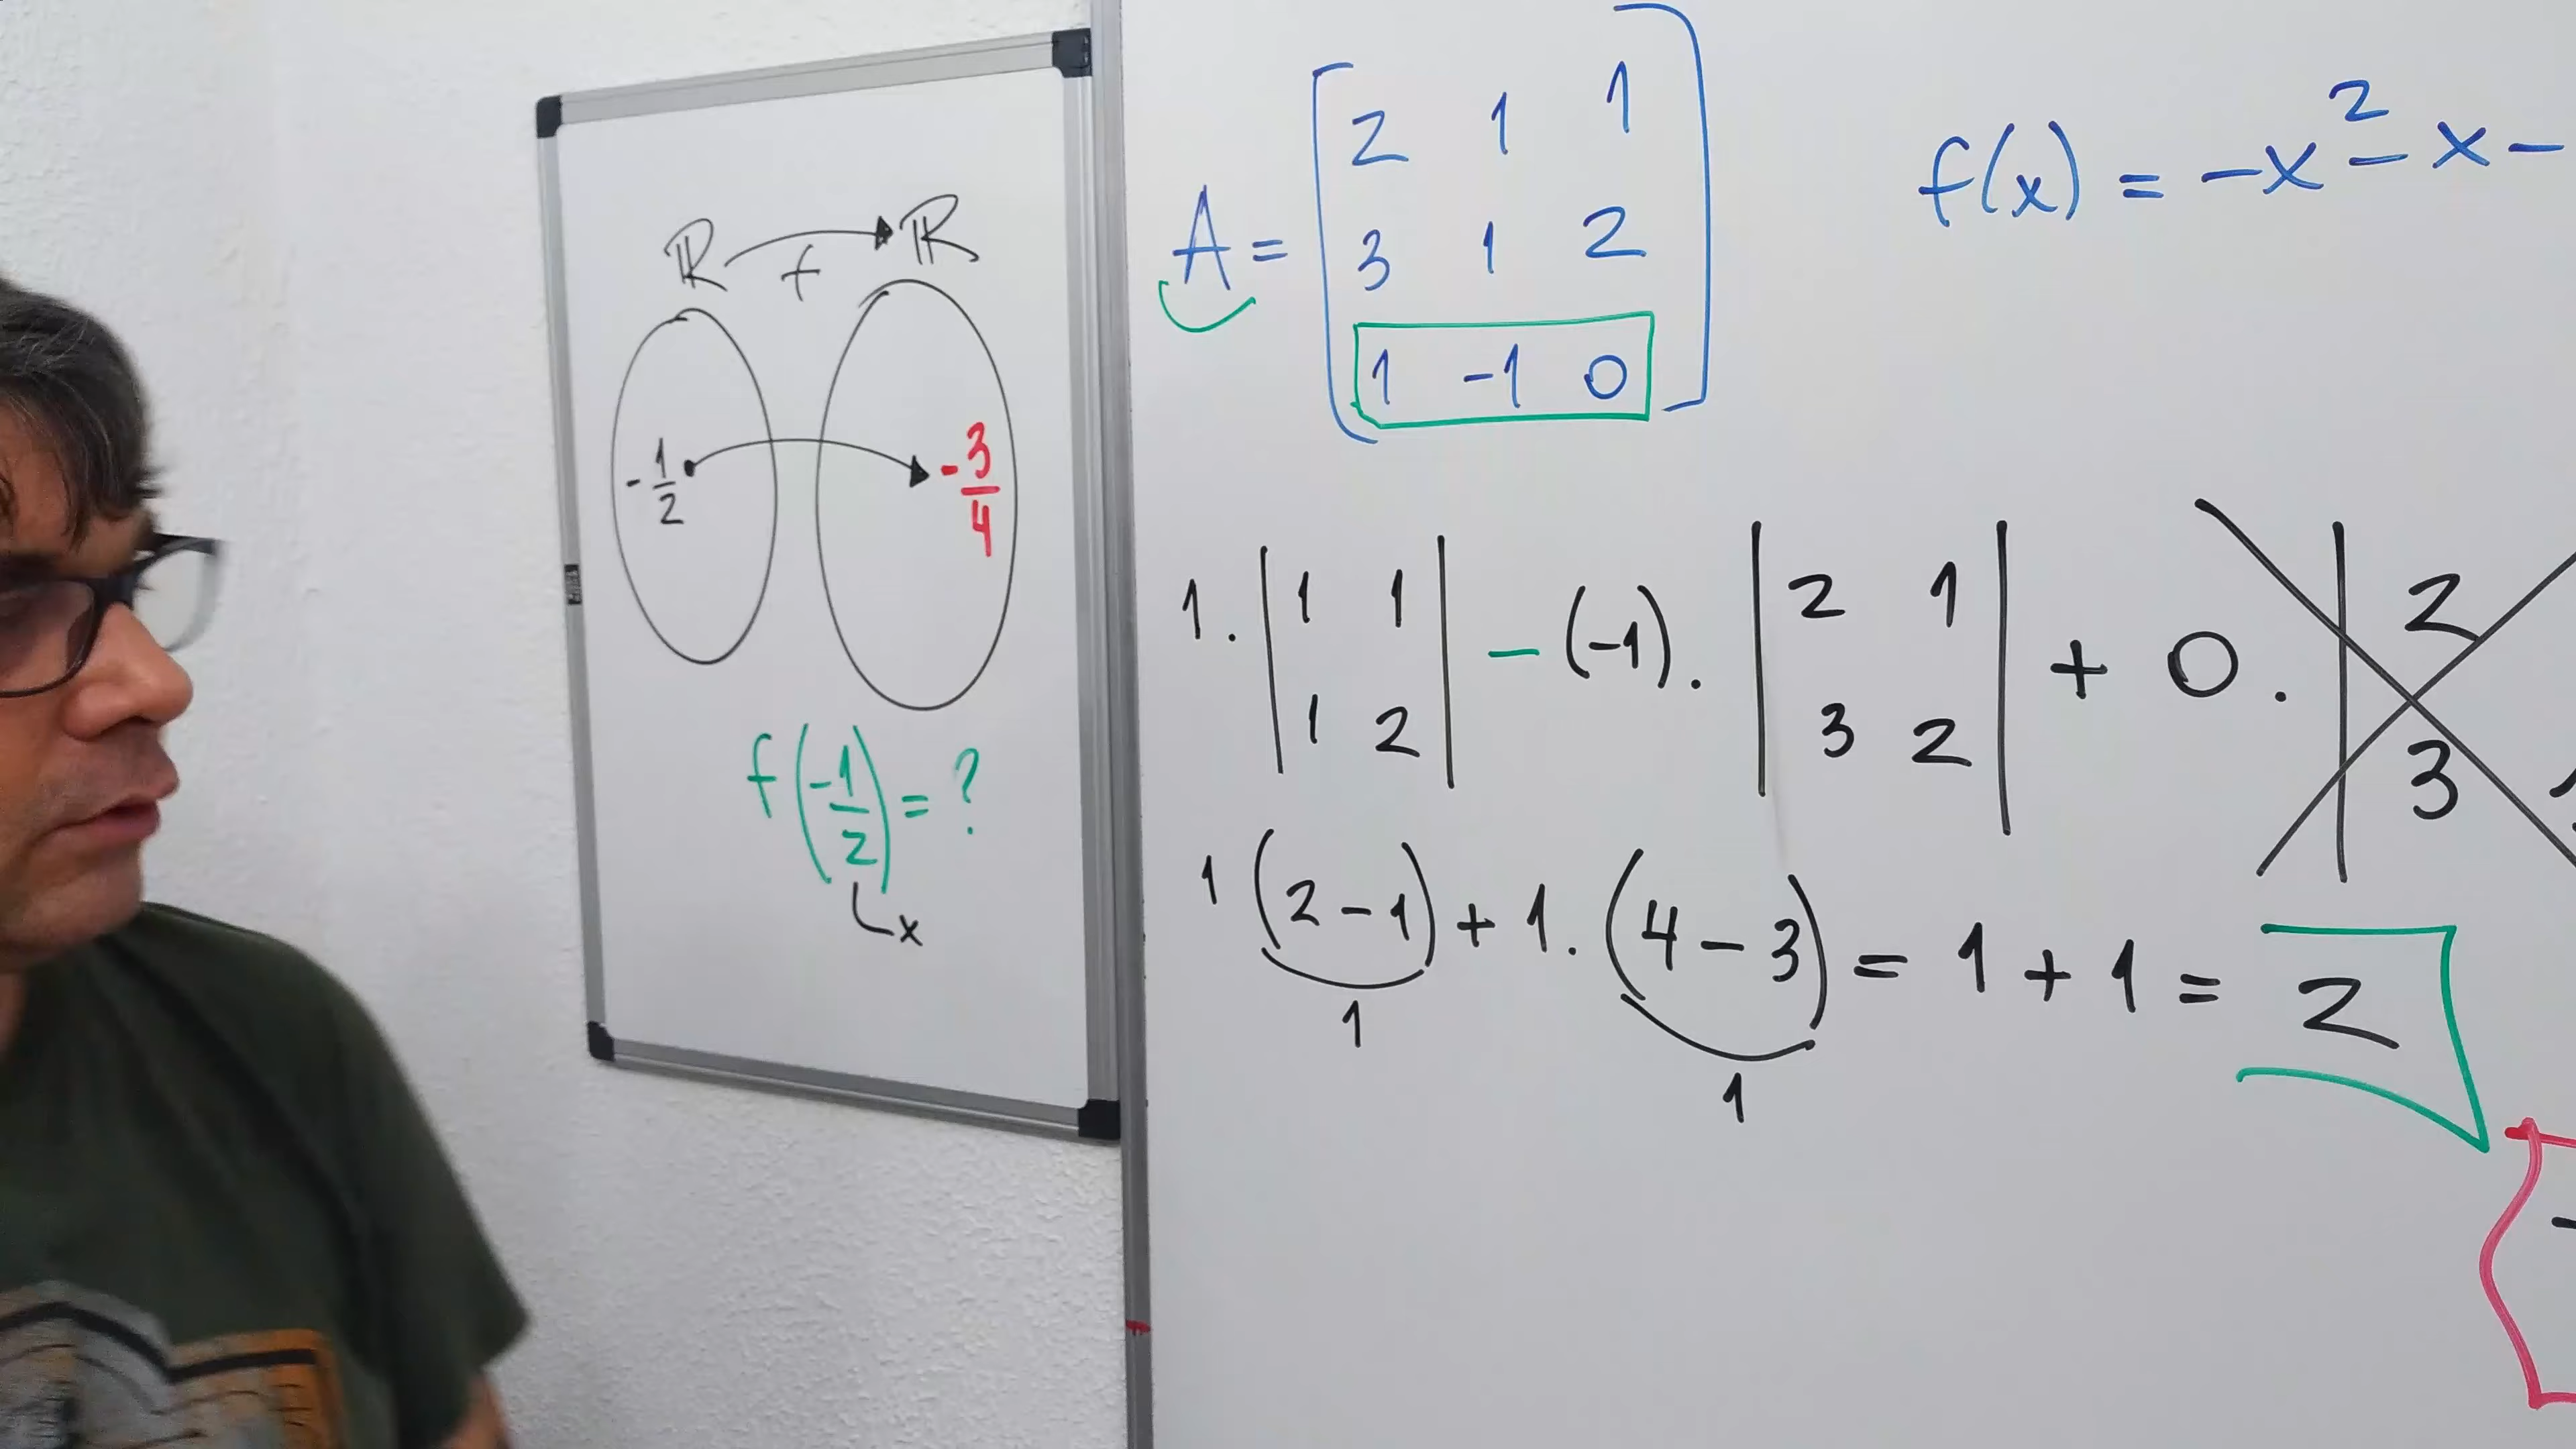 ℝ f ℝ
-1/2 -3/4
f(-1/2) = ?
x
A = [2 1 1
3 1 2
1 -1 0]
f(x) = -x² - x -
1 . |1 1| - (-1) . |2 1| + 0 . |2
|1 2| |3 2| |3
1 (2 - 1) + 1 . (4 - 3) = 1 + 1 = 2
1 1